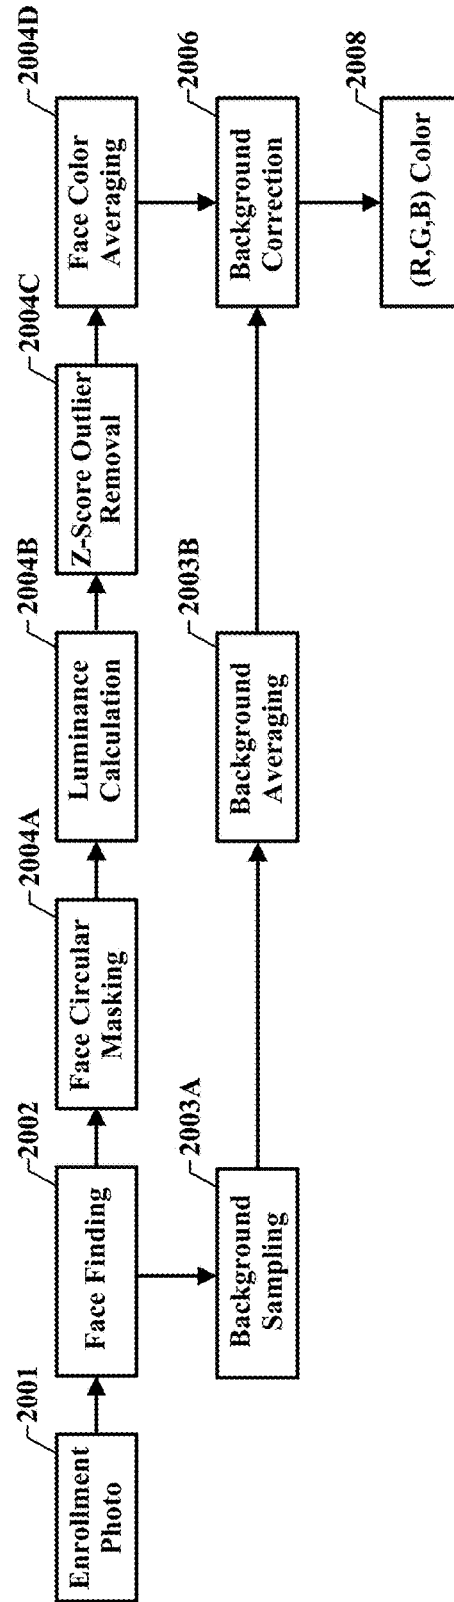 2001
Enrollment
Photo
2002
Face Finding
2004A
Face Circular
Masking
2004B
Luminance
Calculation
2004C
Z-Score Outlier
Removal
2004D
Face Color
Averaging
2003A
Background
Sampling
2003B
Background
Averaging
2006
Background
Correction
2008
(R,G,B) Color